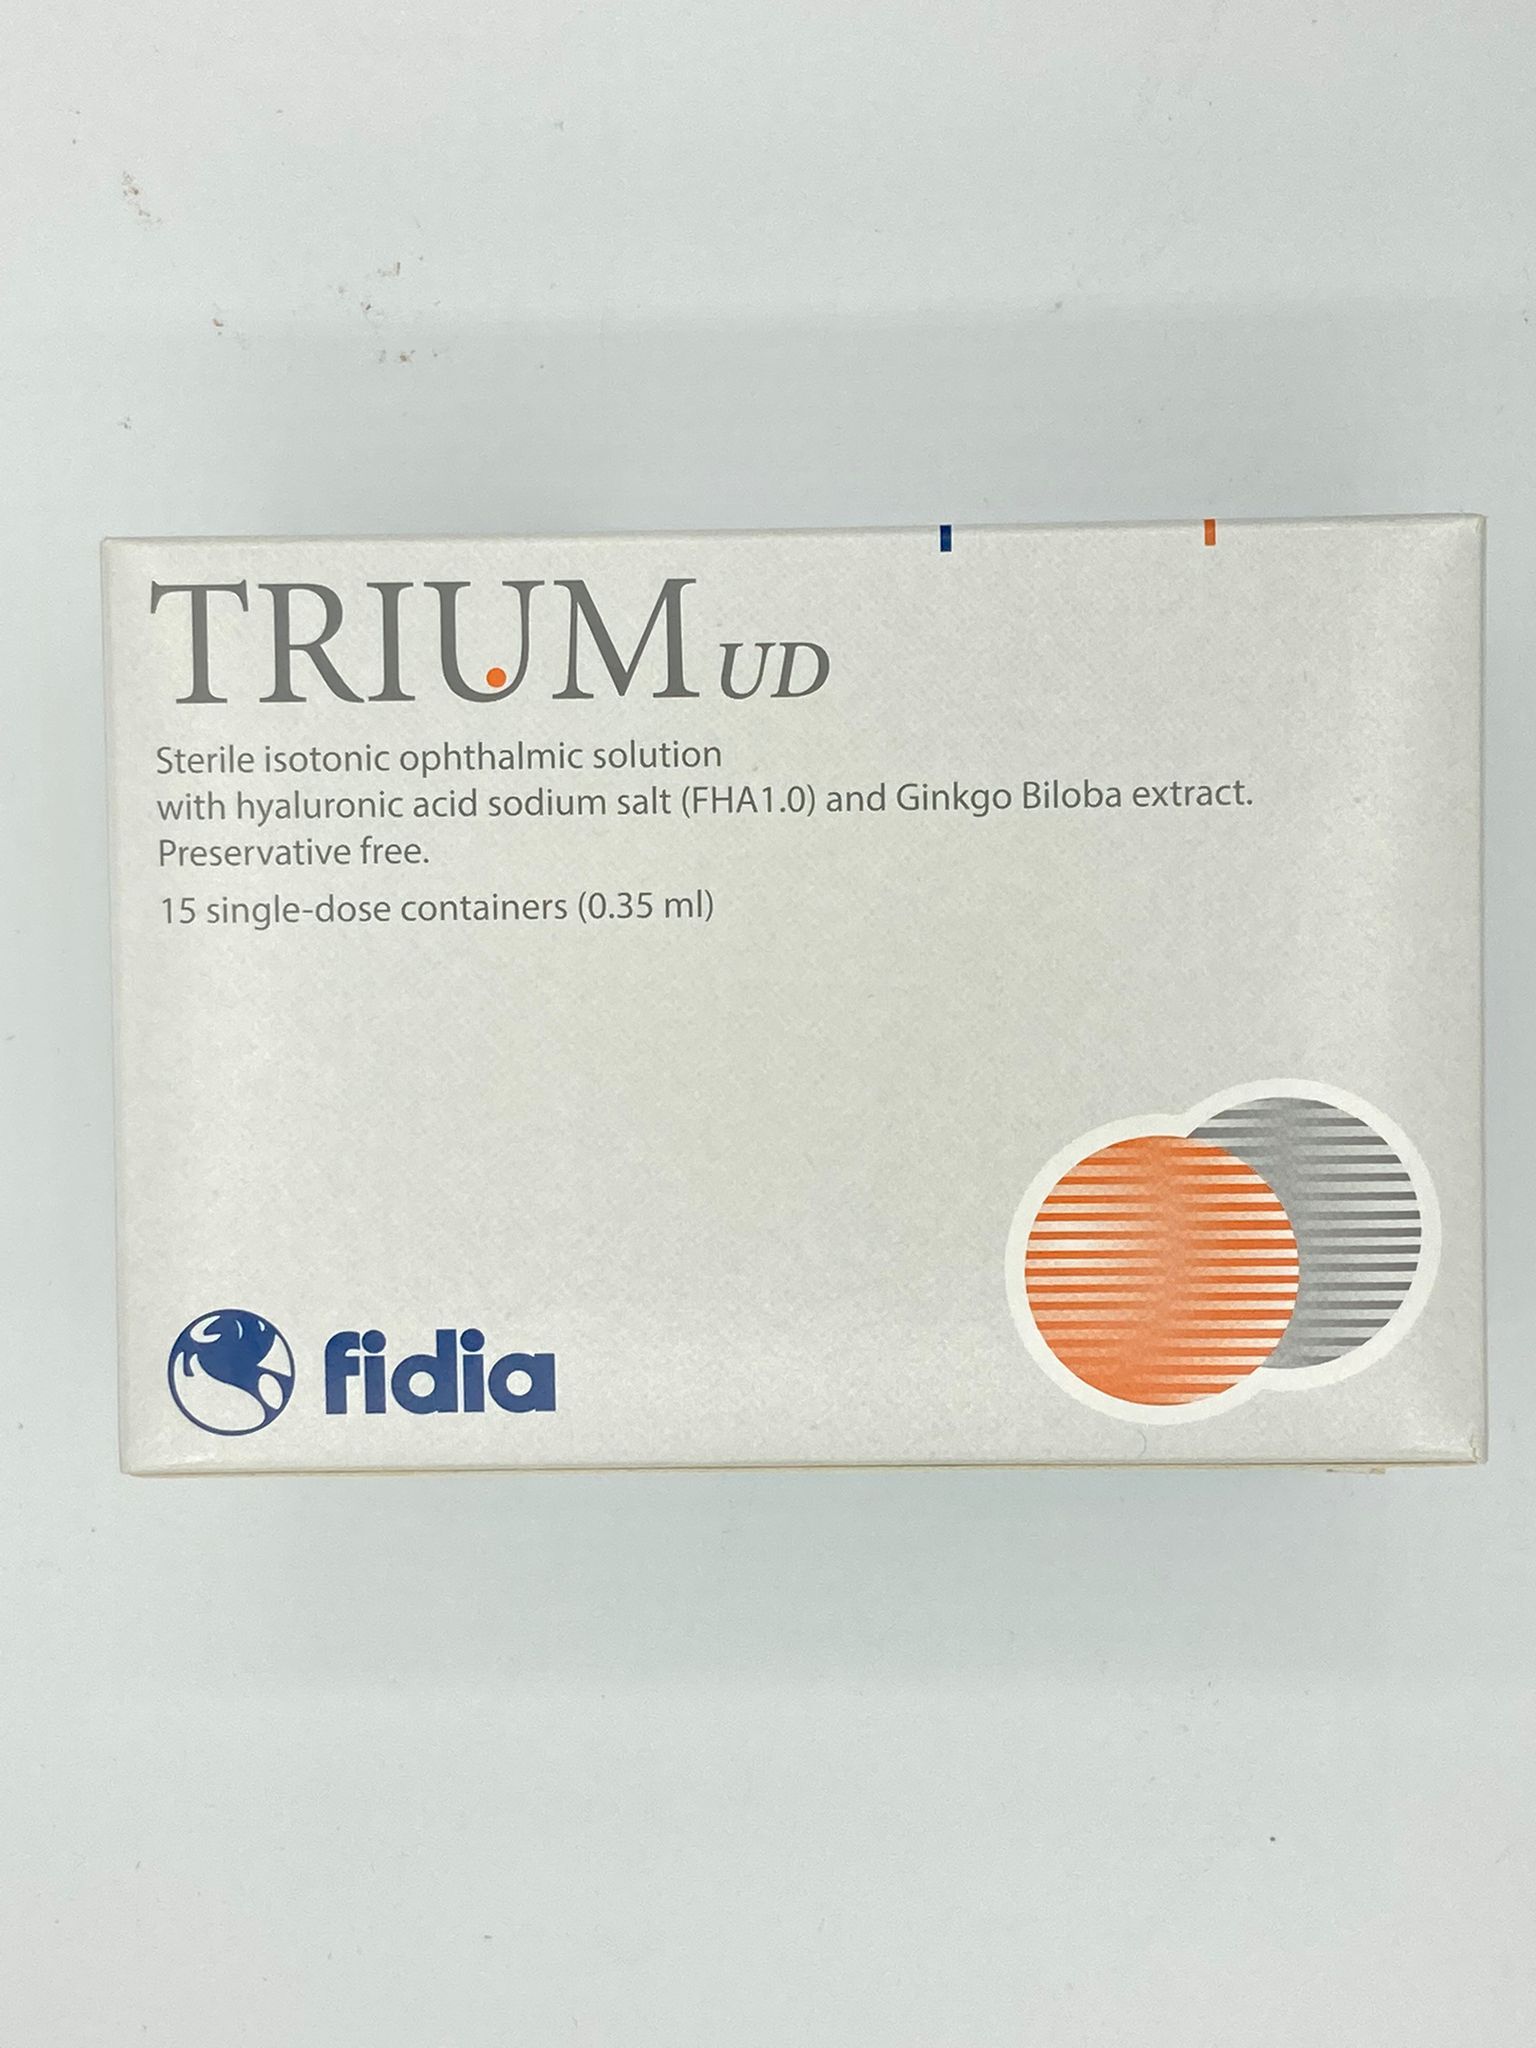 TRIUM UD
Sterile isotonic ophthalmic solution
with hyaluronic acid sodium salt (FHA1.0) and Ginkgo Biloba extract.
Preservative free.
15 single-dose containers (0.35 ml)
fidia